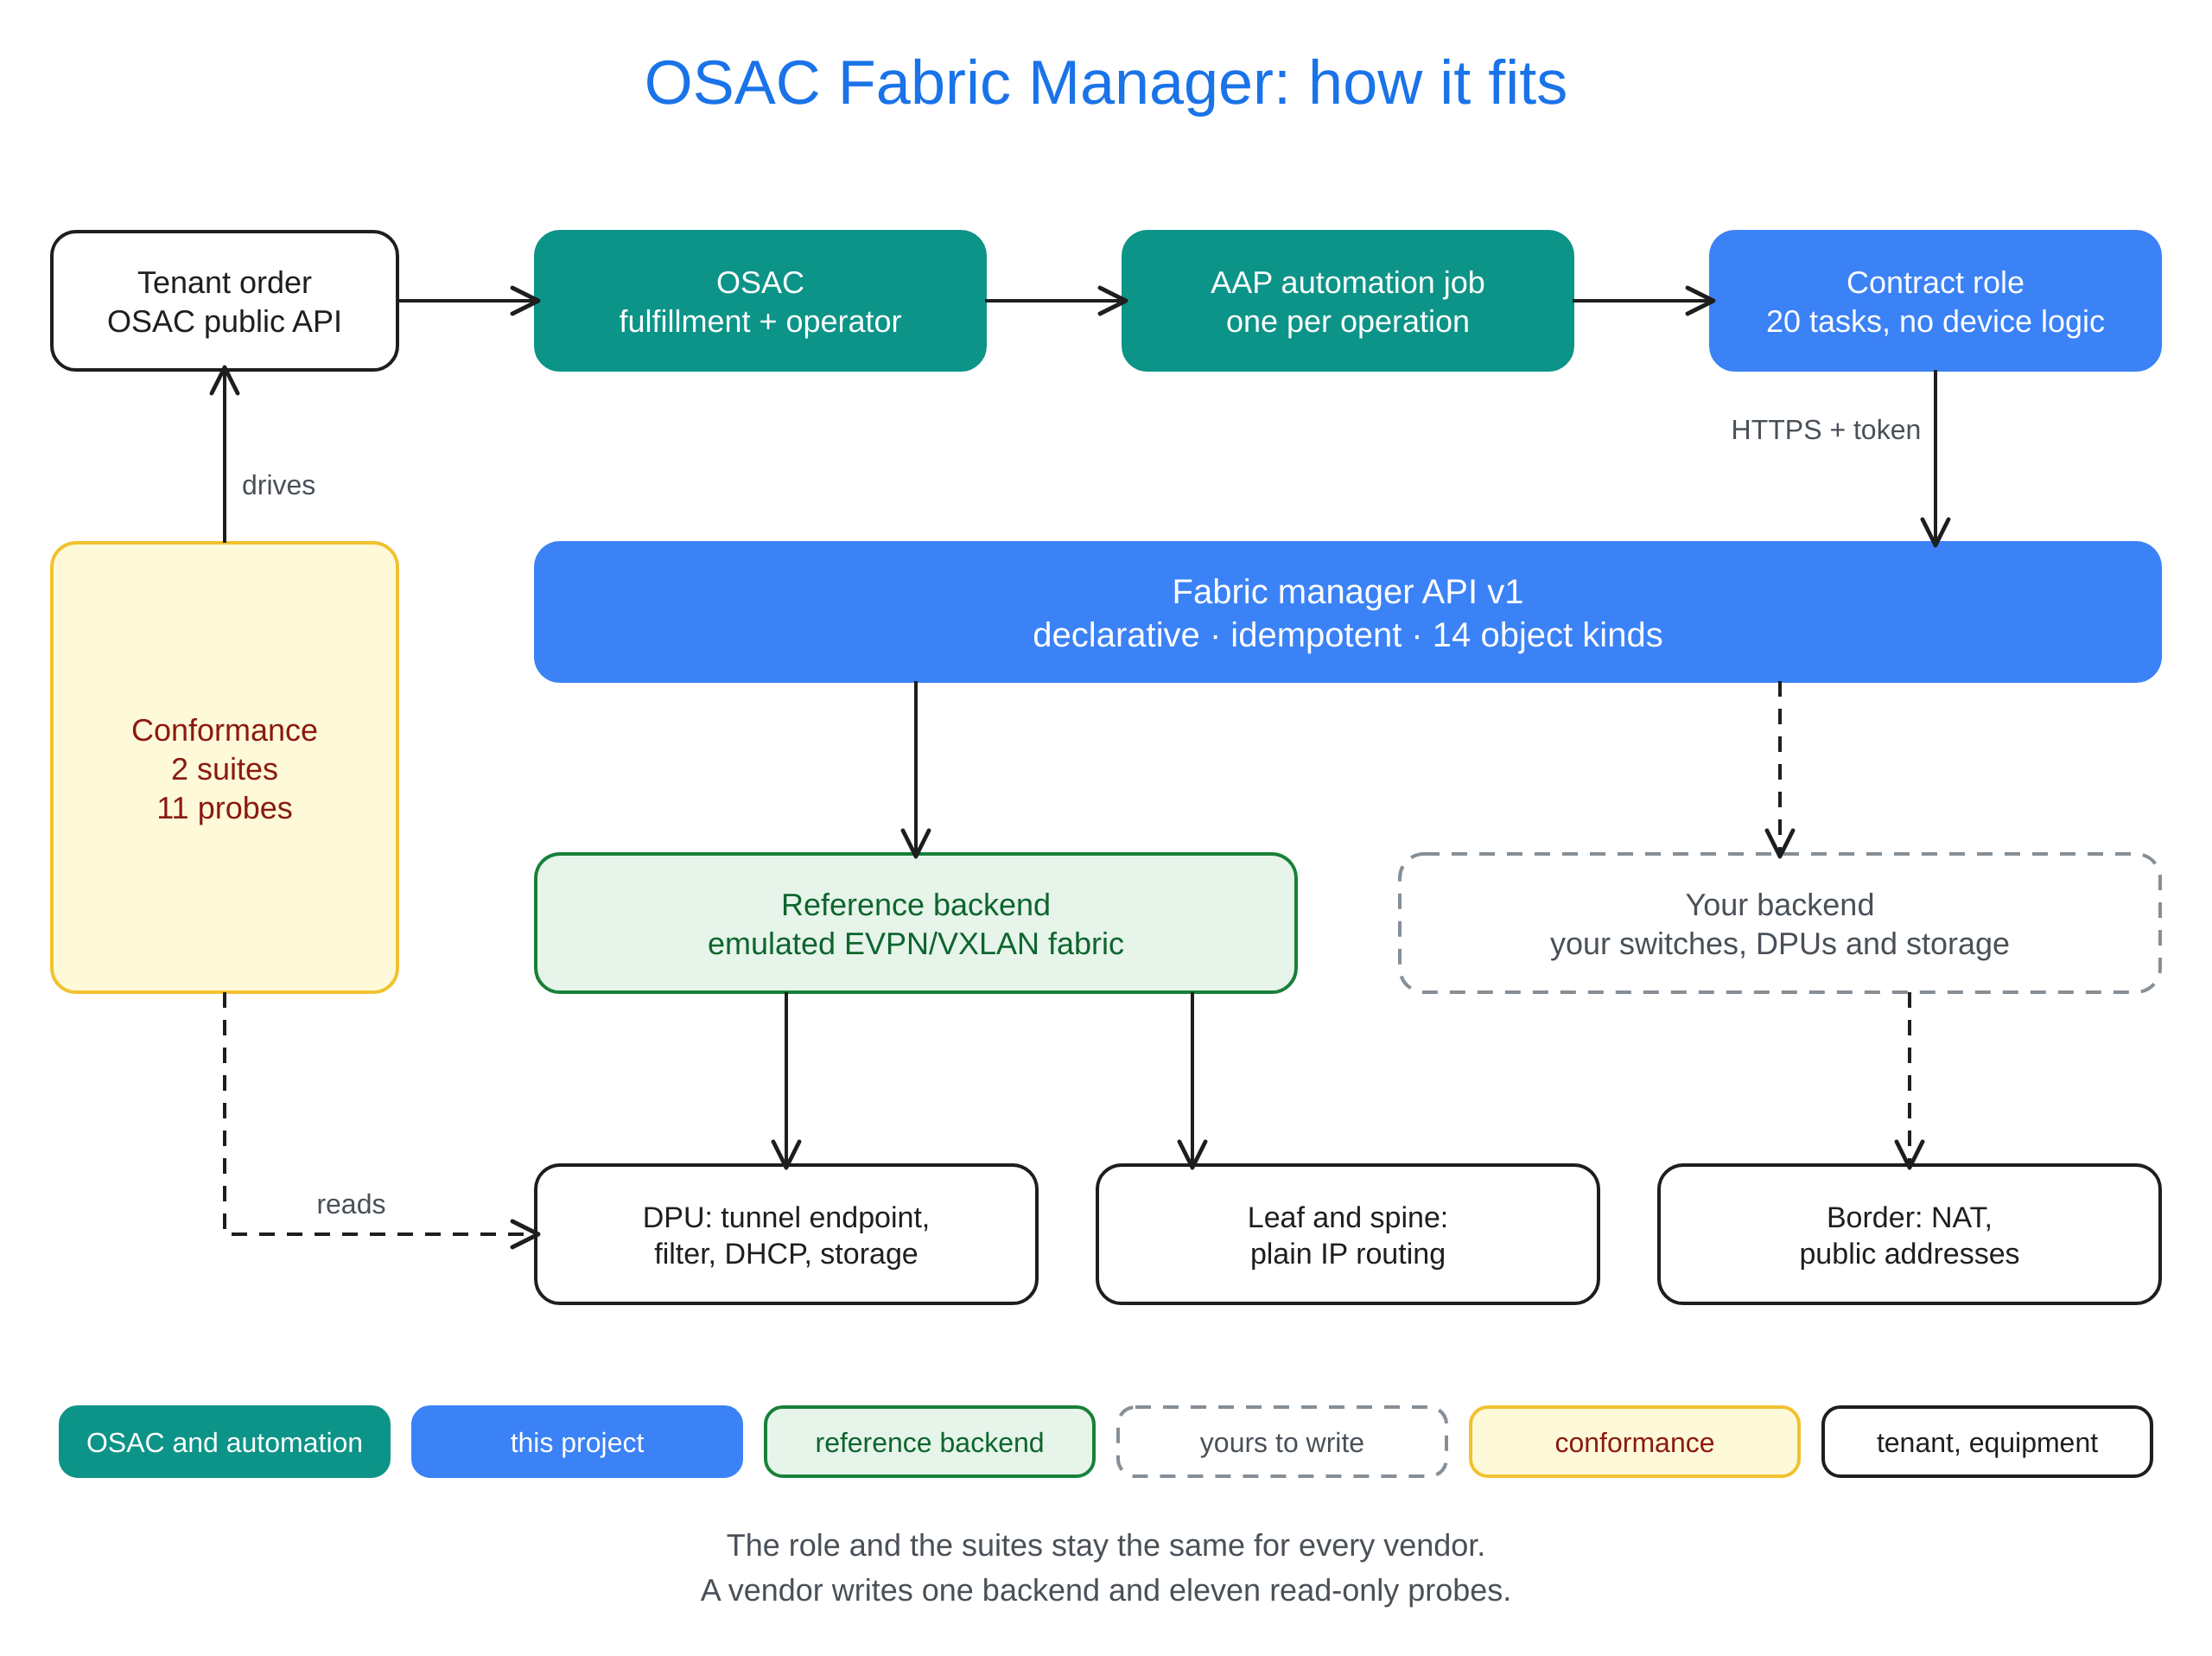 OSAC Fabric Manager: how it fits
Tenant order
OSAC public API
OSAC
fulfillment + operator
AAP automation job
one per operation
Contract role
20 tasks, no device logic
HTTPS + token
drives
Fabric manager API v1
declarative · idempotent · 14 object kinds
Conformance
2 suites
11 probes
Reference backend
emulated EVPN/VXLAN fabric
Your backend
your switches, DPUs and storage
reads
DPU: tunnel endpoint,
filter, DHCP, storage
Leaf and spine:
plain IP routing
Border: NAT,
public addresses
OSAC and automation
this project
reference backend
yours to write
conformance
tenant, equipment
The role and the suites stay the same for every vendor.
A vendor writes one backend and eleven read-only probes.